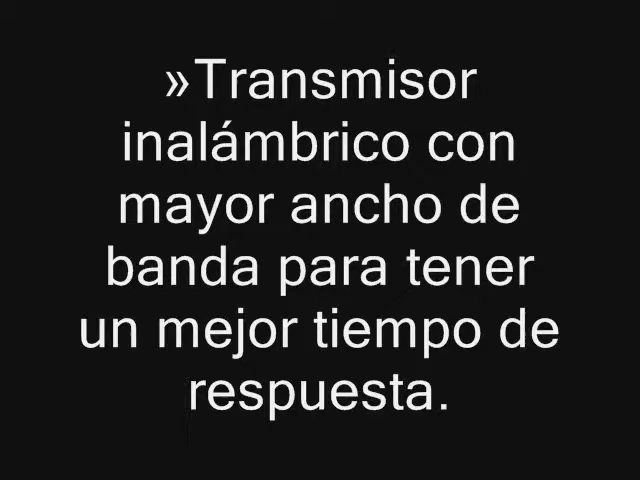 »Transmisor
inalámbrico con
mayor ancho de
banda para tener
un mejor tiempo de
respuesta.